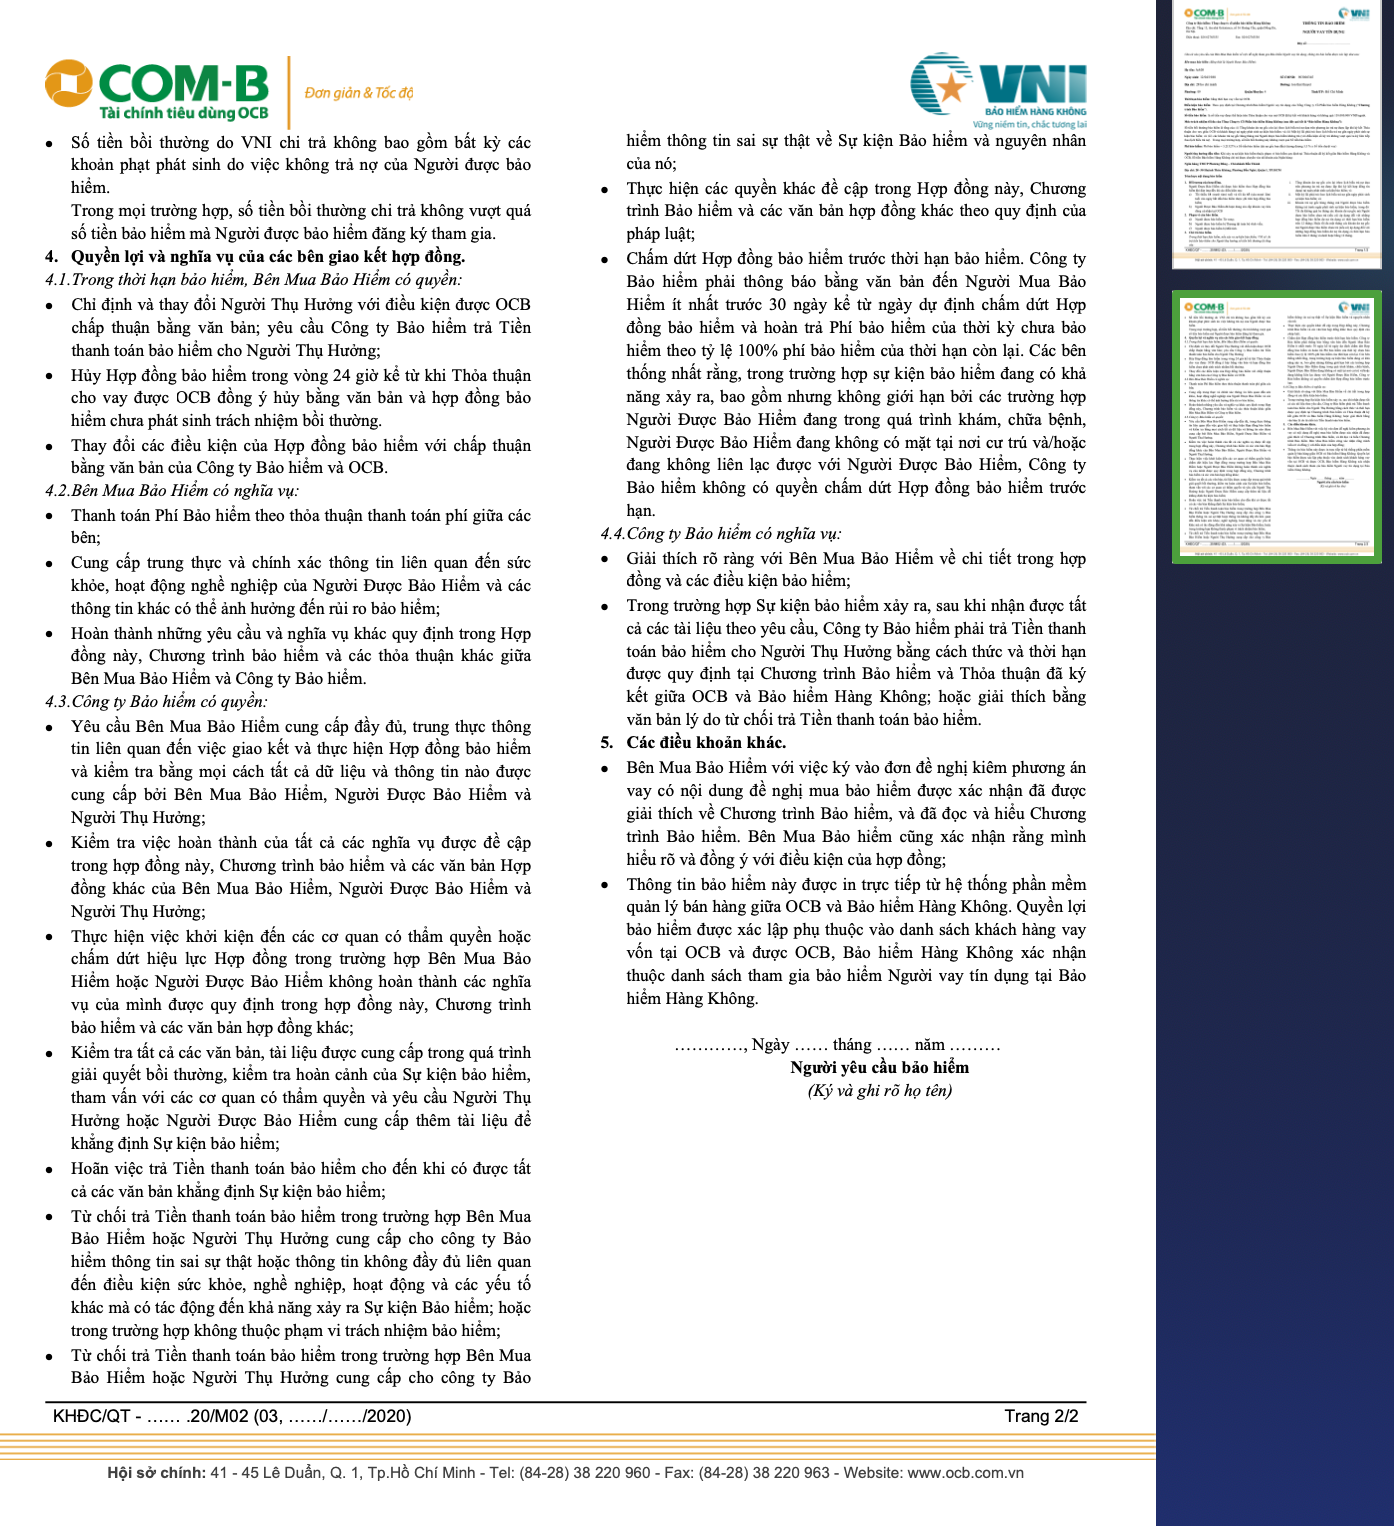 COM-B
Tài chính tiêu dùng OCB
Đơn giản & Tốc độ
VNI
BẢO HIỂM HÀNG KHÔNG
Vững niềm tin, chắc tương lai
• Số tiền bồi thường do VNI chi trả không bao gồm bất kỳ các
khoản phạt phát sinh do việc không trả nợ của Người được bảo
hiểm.
Trong mọi trường hợp, số tiền bồi thường chi trả không vượt quá
số tiền bảo hiểm mà Người được bảo hiểm đăng ký tham gia.
4. Quyền lợi và nghĩa vụ của các bên giao kết hợp đồng.
4.1.Trong thời hạn bảo hiểm, Bên Mua Bảo Hiểm có quyền:
• Chỉ định và thay đổi Người Thụ Hưởng với điều kiện được OCB
chấp thuận bằng văn bản; yêu cầu Công ty Bảo hiểm trả Tiền
thanh toán bảo hiểm cho Người Thụ Hưởng;
• Hủy Hợp đồng bảo hiểm trong vòng 24 giờ kể từ khi Thỏa thuận
cho vay được OCB đồng ý hủy bằng văn bản và hợp đồng bảo
hiểm chưa phát sinh trách nhiệm bồi thường.
• Thay đổi các điều kiện của Hợp đồng bảo hiểm với chấp thuận
bằng văn bản của Công ty Bảo hiểm và OCB.
4.2.Bên Mua Bảo Hiểm có nghĩa vụ:
• Thanh toán Phí Bảo hiểm theo thỏa thuận thanh toán phí giữa các
bên;
• Cung cấp trung thực và chính xác thông tin liên quan đến sức
khỏe, hoạt động nghề nghiệp của Người Được Bảo Hiểm và các
thông tin khác có thể ảnh hưởng đến rủi ro bảo hiểm;
• Hoàn thành những yêu cầu và nghĩa vụ khác quy định trong Hợp
đồng này, Chương trình bảo hiểm và các thỏa thuận khác giữa
Bên Mua Bảo Hiểm và Công ty Bảo hiểm.
4.3.Công ty Bảo hiểm có quyền:
• Yêu cầu Bên Mua Bảo Hiểm cung cấp đầy đủ, trung thực thông
tin liên quan đến việc giao kết và thực hiện Hợp đồng bảo hiểm
và kiểm tra bằng mọi cách tất cả dữ liệu và thông tin nào được
cung cấp bởi Bên Mua Bảo Hiểm, Người Được Bảo Hiểm và
Người Thụ Hưởng;
• Kiểm tra việc hoàn thành của tất cả các nghĩa vụ được đề cập
trong hợp đồng này, Chương trình bảo hiểm và các văn bản Hợp
đồng khác của Bên Mua Bảo Hiểm, Người Được Bảo Hiểm và
Người Thụ Hưởng;
• Thực hiện việc khởi kiện đến các cơ quan có thẩm quyền hoặc
chấm dứt hiệu lực Hợp đồng trong trường hợp Bên Mua Bảo
Hiểm hoặc Người Được Bảo Hiểm không hoàn thành các nghĩa
vụ của mình được quy định trong hợp đồng này, Chương trình
bảo hiểm và các văn bản hợp đồng khác;
• Kiểm tra tất cả các văn bản, tài liệu được cung cấp trong quá trình
giải quyết bồi thường, kiểm tra hoàn cảnh của Sự kiện bảo hiểm,
tham vấn với các cơ quan có thẩm quyền và yêu cầu Người Thụ
Hưởng hoặc Người Được Bảo Hiểm cung cấp thêm tài liệu để
khẳng định Sự kiện bảo hiểm;
• Hoãn việc trả Tiền thanh toán bảo hiểm cho đến khi có được tất
cả các văn bản khẳng định Sự kiện bảo hiểm;
• Từ chối trả Tiền thanh toán bảo hiểm trong trường hợp Bên Mua
Bảo Hiểm hoặc Người Thụ Hưởng cung cấp cho công ty Bảo
hiểm thông tin sai sự thật hoặc thông tin không đầy đủ liên quan
đến điều kiện sức khỏe, nghề nghiệp, hoạt động và các yếu tố
khác mà có tác động đến khả năng xảy ra Sự kiện Bảo hiểm; hoặc
trong trường hợp không thuộc phạm vi trách nhiệm bảo hiểm;
• Từ chối trả Tiền thanh toán bảo hiểm trong trường hợp Bên Mua
Bảo Hiểm hoặc Người Thụ Hưởng cung cấp cho công ty Bảo
hiểm thông tin sai sự thật về Sự kiện Bảo hiểm và nguyên nhân
của nó;
• Thực hiện các quyền khác đề cập trong Hợp đồng này, Chương
trình Bảo hiểm và các văn bản hợp đồng khác theo quy định của
pháp luật;
• Chấm dứt Hợp đồng bảo hiểm trước thời hạn bảo hiểm. Công ty
Bảo hiểm phải thông báo bằng văn bản đến Người Mua Bảo
Hiểm ít nhất trước 30 ngày kể từ ngày dự định chấm dứt Hợp
đồng bảo hiểm và hoàn trả Phí bảo hiểm của thời kỳ chưa bảo
hiểm theo tỷ lệ 100% phí bảo hiểm của thời hạn còn lại. Các bên
thống nhất rằng, trong trường hợp sự kiện bảo hiểm đang có khả
năng xảy ra, bao gồm nhưng không giới hạn bởi các trường hợp
Người Được Bảo Hiểm đang trong quá trình khám, chữa bệnh,
Người Được Bảo Hiểm đang không có mặt tại nơi cư trú và/hoặc
đang không liên lạc được với Người Được Bảo Hiểm, Công ty
Bảo hiểm không có quyền chấm dứt Hợp đồng bảo hiểm trước
hạn.
4.4.Công ty Bảo hiểm có nghĩa vụ:
• Giải thích rõ ràng với Bên Mua Bảo Hiểm về chi tiết trong hợp
đồng và các điều kiện bảo hiểm;
• Trong trường hợp Sự kiện bảo hiểm xảy ra, sau khi nhận được tất
cả các tài liệu theo yêu cầu, Công ty Bảo hiểm phải trả Tiền thanh
toán bảo hiểm cho Người Thụ Hưởng bằng cách thức và thời hạn
được quy định tại Chương trình Bảo hiểm và Thỏa thuận đã ký
kết giữa OCB và Bảo hiểm Hàng Không; hoặc giải thích bằng
văn bản lý do từ chối trả Tiền thanh toán bảo hiểm.
5. Các điều khoản khác.
• Bên Mua Bảo Hiểm với việc ký vào đơn đề nghị kiêm phương án
vay có nội dung đề nghị mua bảo hiểm được xác nhận đã được
giải thích về Chương trình Bảo hiểm, và đã đọc và hiểu Chương
trình Bảo hiểm. Bên Mua Bảo hiểm cũng xác nhận rằng mình
hiểu rõ và đồng ý với điều kiện của hợp đồng;
• Thông tin bảo hiểm này được in trực tiếp từ hệ thống phần mềm
quản lý bán hàng giữa OCB và Bảo hiểm Hàng Không. Quyền lợi
bảo hiểm được xác lập phụ thuộc vào danh sách khách hàng vay
vốn tại OCB và được OCB, Bảo hiểm Hàng Không xác nhận
thuộc danh sách tham gia bảo hiểm Người vay tín dụng tại Bảo
hiểm Hàng Không.
…………, Ngày …… tháng …… năm ………
Người yêu cầu bảo hiểm
(Ký và ghi rõ họ tên)
KHĐC/QT - …… .20/M02 (03, ……/……/2020)
Trang 2/2
Hội sở chính: 41 - 45 Lê Duẩn, Q. 1, Tp.Hồ Chí Minh - Tel: (84-28) 38 220 960 - Fax: (84-28) 38 220 963 - Website: www.ocb.com.vn